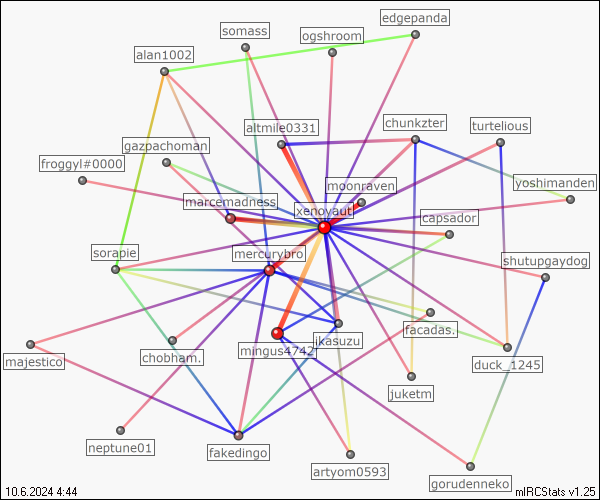 edgepanda
somass
ogshroom
alan1002
altmile0331
chunkzter
turtelious
gazpachoman
froggyl#0000
moonraven
yoshimanden
marcemadness
xenoyaut
capsador
sorapie
mercurybro
shutupgaydog
facadas.
ikasuzu
mingus4742
majestico
chobham.
duck_1245
juketm
neptune01
fakedingo
artyom0593
gorudenneko
10.6.2024 4:44
mIRCStats v1.25